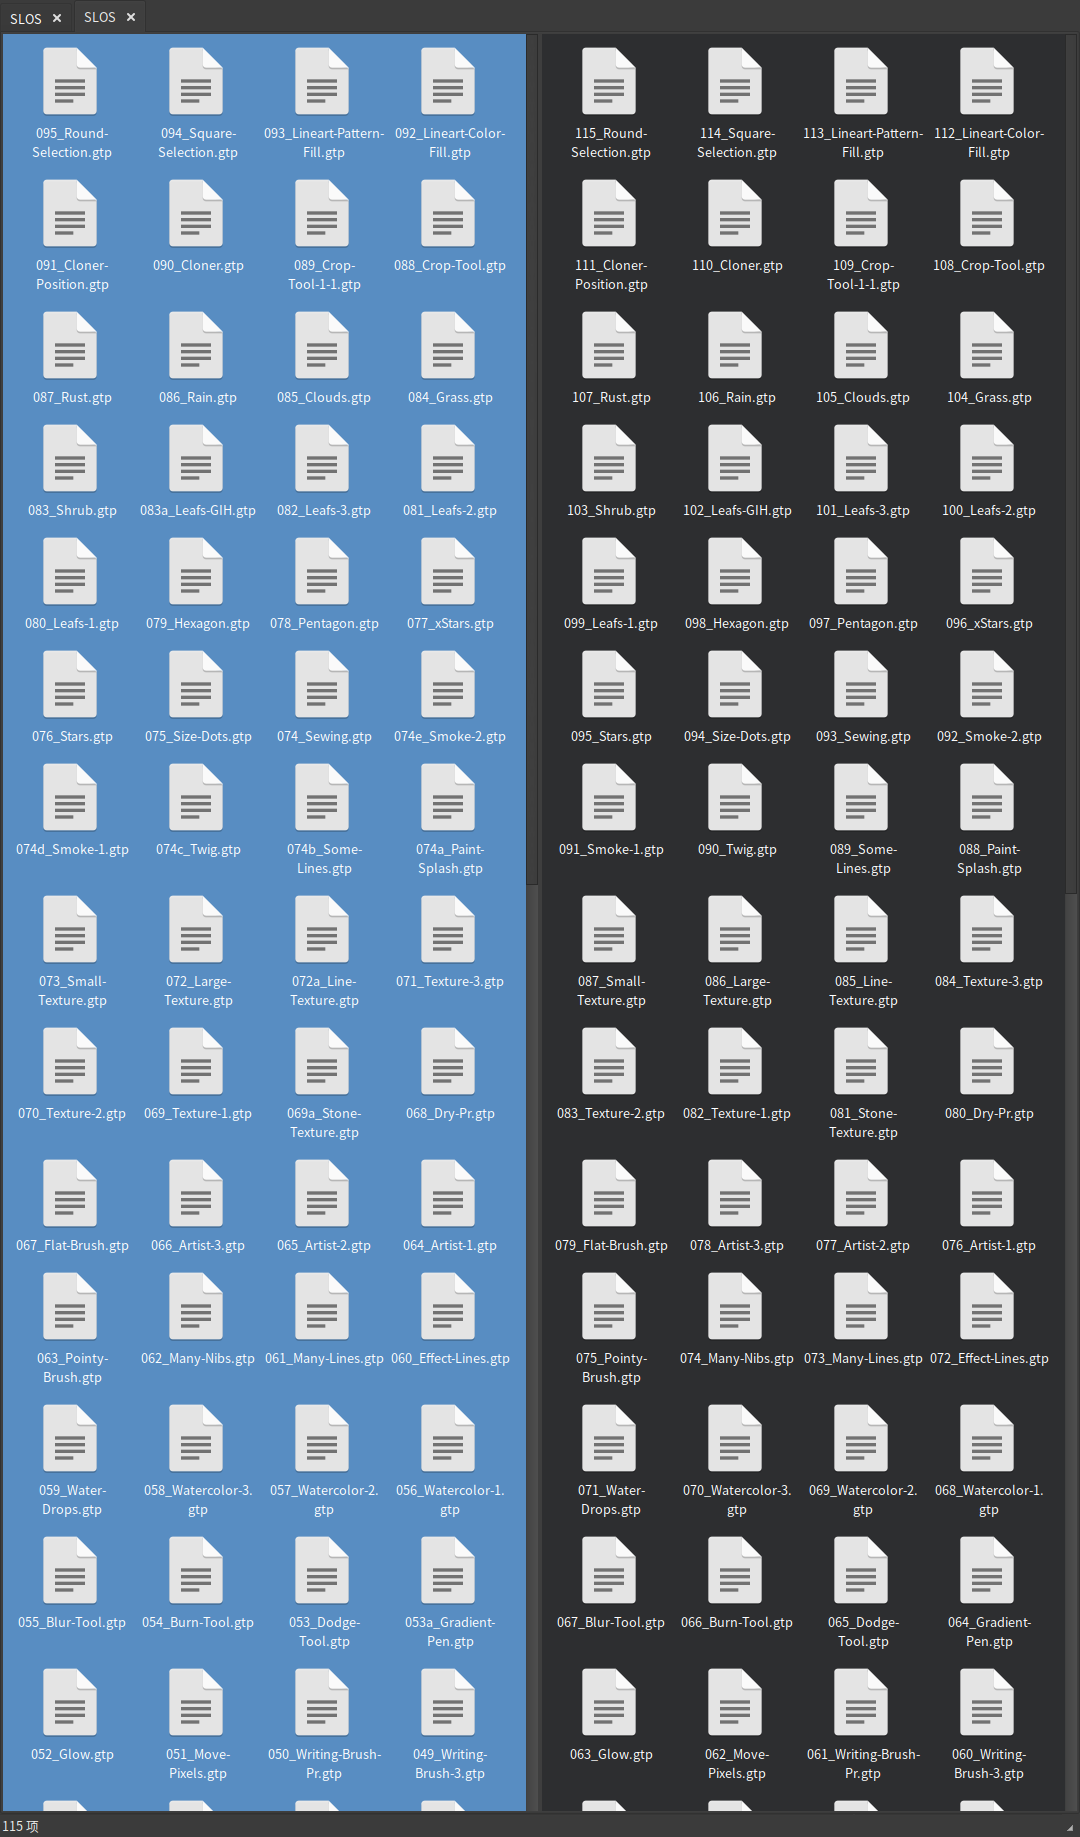 SLOS ✕ SLOS ✕
095_Round-
Selection.gtp
094_Square-
Selection.gtp
093_Lineart-Pattern-
Fill.gtp
092_Lineart-Color-
Fill.gtp
091_Cloner-
Position.gtp
090_Cloner.gtp
089_Crop-
Tool-1-1.gtp
088_Crop-Tool.gtp
087_Rust.gtp
086_Rain.gtp
085_Clouds.gtp
084_Grass.gtp
083_Shrub.gtp
083a_Leafs-GIH.gtp
082_Leafs-3.gtp
081_Leafs-2.gtp
080_Leafs-1.gtp
079_Hexagon.gtp
078_Pentagon.gtp
077_xStars.gtp
076_Stars.gtp
075_Size-Dots.gtp
074_Sewing.gtp
074e_Smoke-2.gtp
074d_Smoke-1.gtp
074c_Twig.gtp
074b_Some-
Lines.gtp
074a_Paint-
Splash.gtp
073_Small-
Texture.gtp
072_Large-
Texture.gtp
072a_Line-
Texture.gtp
071_Texture-3.gtp
070_Texture-2.gtp
069_Texture-1.gtp
069a_Stone-
Texture.gtp
068_Dry-Pr.gtp
067_Flat-Brush.gtp
066_Artist-3.gtp
065_Artist-2.gtp
064_Artist-1.gtp
063_Pointy-
Brush.gtp
062_Many-Nibs.gtp
061_Many-Lines.gtp
060_Effect-Lines.gtp
059_Water-
Drops.gtp
058_Watercolor-3.
gtp
057_Watercolor-2.
gtp
056_Watercolor-1.
gtp
055_Blur-Tool.gtp
054_Burn-Tool.gtp
053_Dodge-
Tool.gtp
053a_Gradient-
Pen.gtp
052_Glow.gtp
051_Move-
Pixels.gtp
050_Writing-Brush-
Pr.gtp
049_Writing-
Brush-3.gtp
115_Round-
Selection.gtp
114_Square-
Selection.gtp
113_Lineart-Pattern-
Fill.gtp
112_Lineart-Color-
Fill.gtp
111_Cloner-
Position.gtp
110_Cloner.gtp
109_Crop-
Tool-1-1.gtp
108_Crop-Tool.gtp
107_Rust.gtp
106_Rain.gtp
105_Clouds.gtp
104_Grass.gtp
103_Shrub.gtp
102_Leafs-GIH.gtp
101_Leafs-3.gtp
100_Leafs-2.gtp
099_Leafs-1.gtp
098_Hexagon.gtp
097_Pentagon.gtp
096_xStars.gtp
095_Stars.gtp
094_Size-Dots.gtp
093_Sewing.gtp
092_Smoke-2.gtp
091_Smoke-1.gtp
090_Twig.gtp
089_Some-
Lines.gtp
088_Paint-
Splash.gtp
087_Small-
Texture.gtp
086_Large-
Texture.gtp
085_Line-
Texture.gtp
084_Texture-3.gtp
083_Texture-2.gtp
082_Texture-1.gtp
081_Stone-
Texture.gtp
080_Dry-Pr.gtp
079_Flat-Brush.gtp
078_Artist-3.gtp
077_Artist-2.gtp
076_Artist-1.gtp
075_Pointy-
Brush.gtp
074_Many-Nibs.gtp
073_Many-Lines.gtp
072_Effect-Lines.gtp
071_Water-
Drops.gtp
070_Watercolor-3.
gtp
069_Watercolor-2.
gtp
068_Watercolor-1.
gtp
067_Blur-Tool.gtp
066_Burn-Tool.gtp
065_Dodge-
Tool.gtp
064_Gradient-
Pen.gtp
063_Glow.gtp
062_Move-
Pixels.gtp
061_Writing-Brush-
Pr.gtp
060_Writing-
Brush-3.gtp
115 项